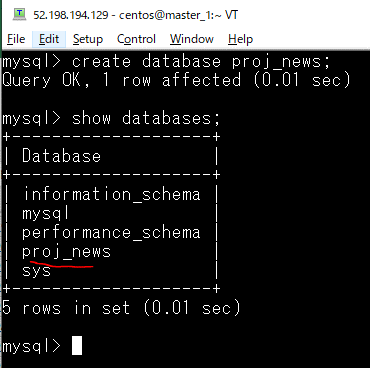 52.198.194.129 - centos@master_1:~ VT
File Edit Setup Control Window Help
mysql> create database proj_news;
Query OK, 1 row affected (0.01 sec)
mysql> show databases;
+--------------------+
| Database           |
+--------------------+
| information_schema |
| mysql              |
| performance_schema |
| proj_news          |
| sys                |
+--------------------+
5 rows in set (0.01 sec)
mysql>